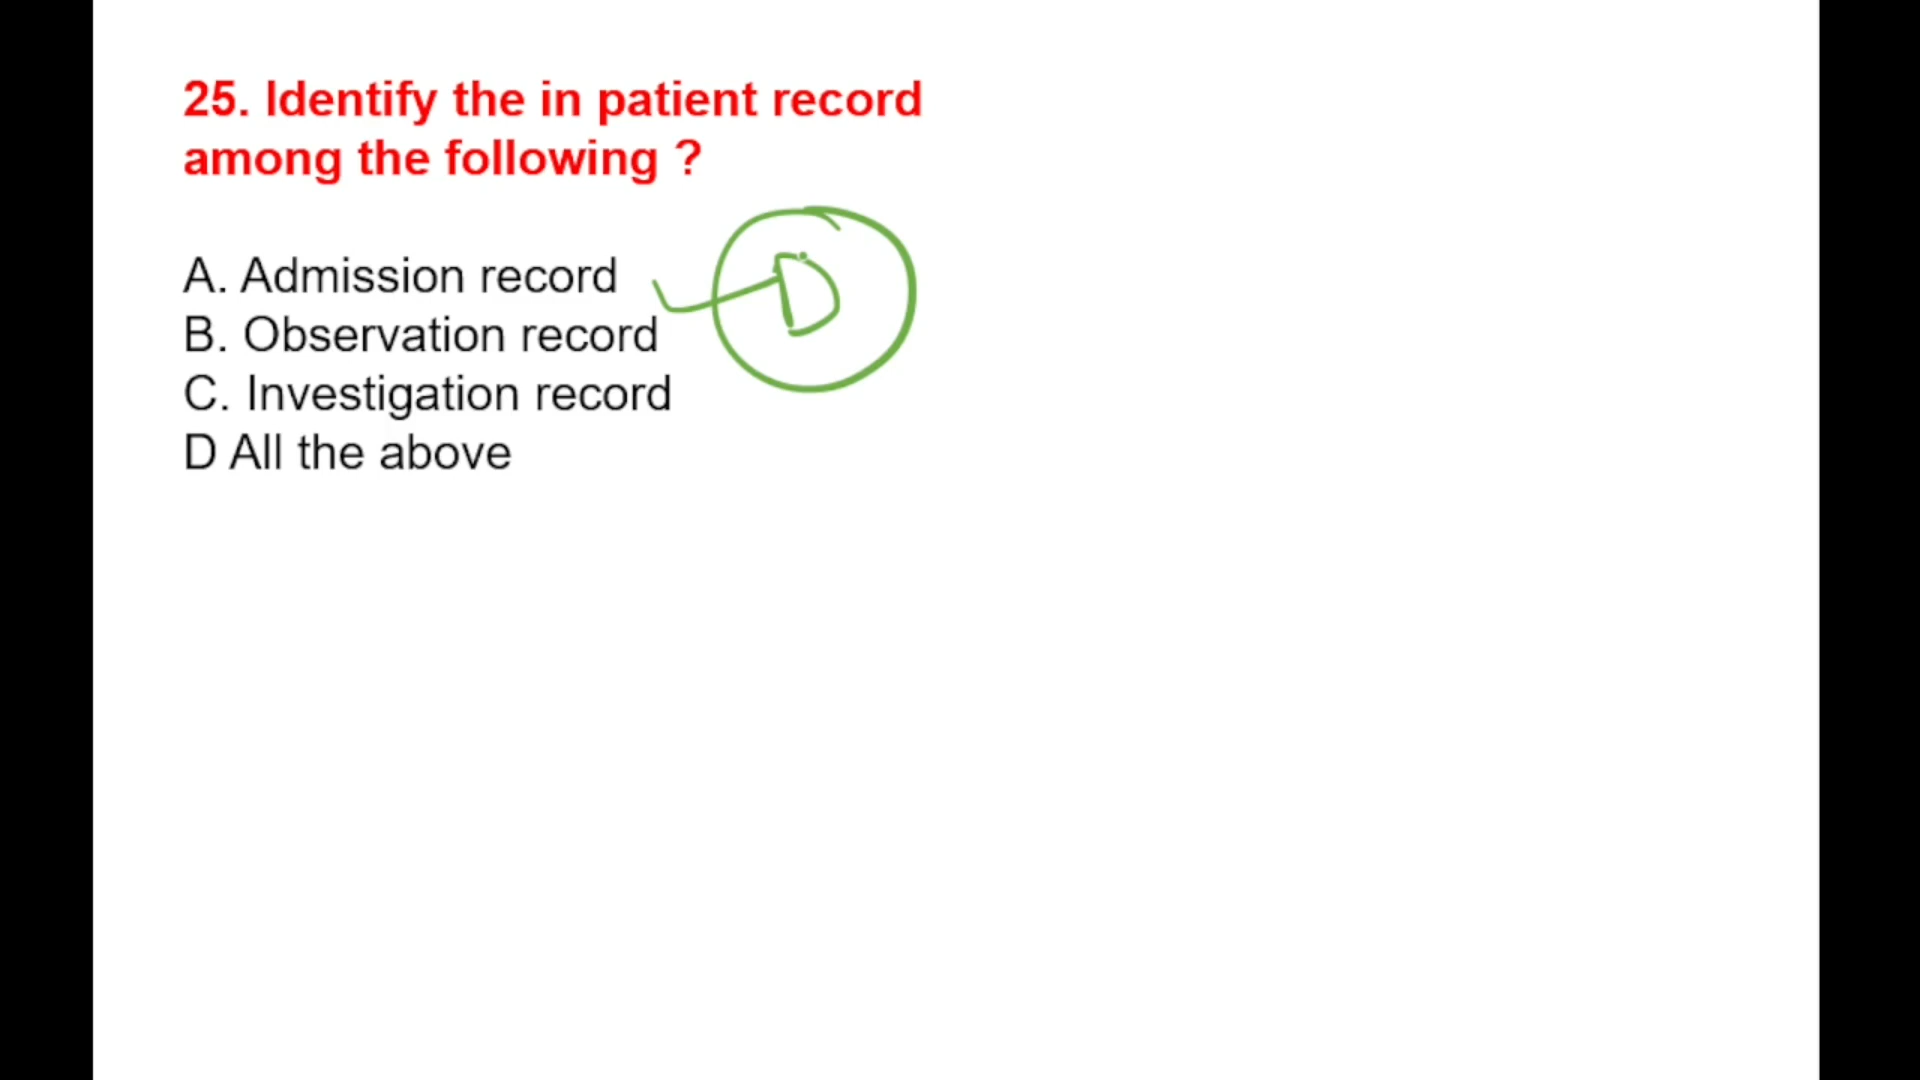 25. Identify the in patient record
among the following ?
A. Admission record
D
B. Observation record
C. Investigation record
D All the above